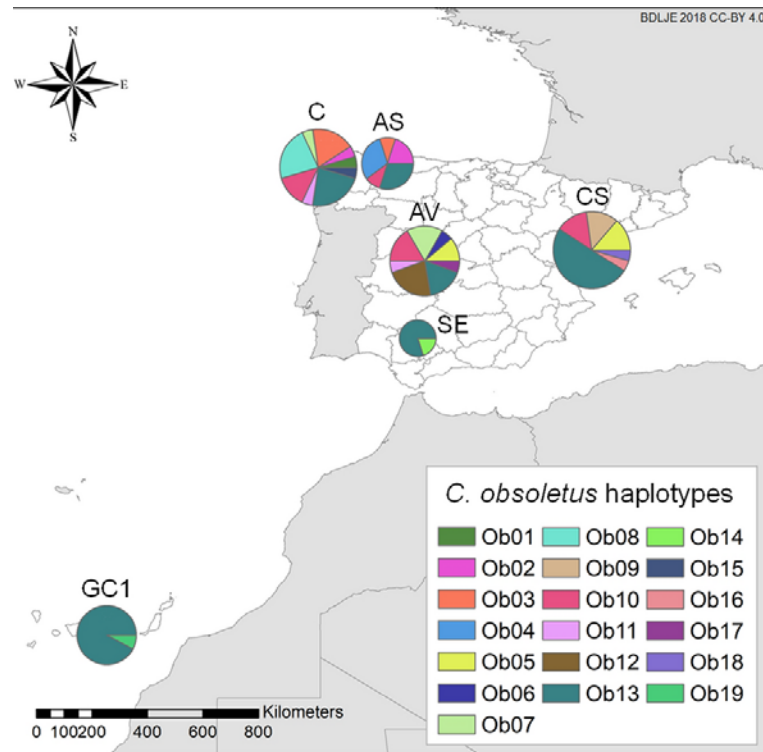 BDLJE 2018 CC-BY 4.0
N
W E
S
C
AS
CS
AV
SE
GC1
C. obsoletus haplotypes
Ob01 Ob08 Ob14
Ob02 Ob09 Ob15
Ob03 Ob10 Ob16
Ob04 Ob11 Ob17
Ob05 Ob12 Ob18
Ob06 Ob13 Ob19
Ob07
Kilometers
0 100200 400 600 800